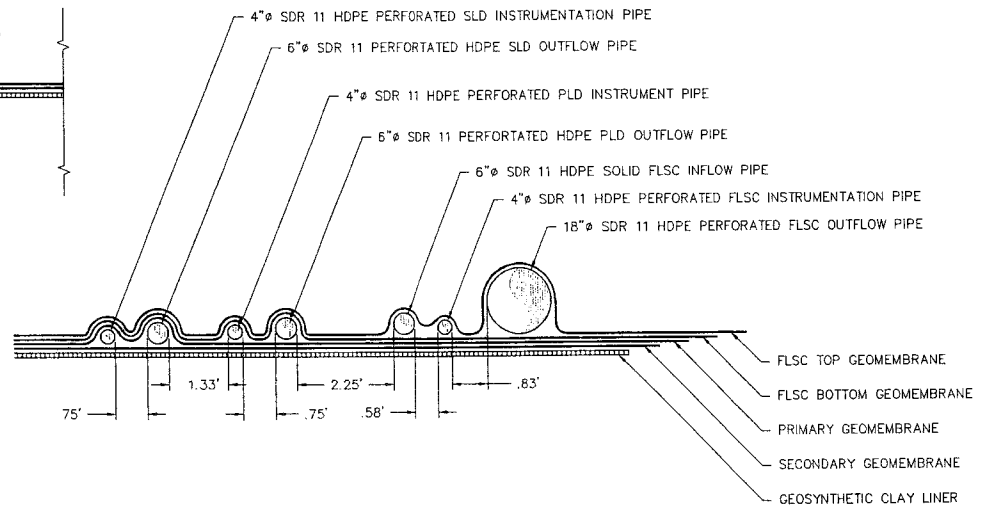 4"ø SDR 11 HDPE PERFORATED SLD INSTRUMENTATION PIPE
6"ø SDR 11 PERFORTATED HDPE SLD OUTFLOW PIPE
4"ø SDR 11 HDPE PERFORATED PLD INSTRUMENT PIPE
6"ø SDR 11 PERFORTATED HDPE PLD OUTFLOW PIPE
6"ø SDR 11 HDPE SOLID FLSC INFLOW PIPE
4"ø SDR 11 HDPE PERFORATED FLSC INSTRUMENTATION PIPE
18"ø SDR 11 HDPE PERFORATED FLSC OUTFLOW PIPE
1.33' 2.25' .83'
75' .75' .58'
FLSC TOP GEOMEMBRANE
FLSC BOTTOM GEOMEMBRANE
PRIMARY GEOMEMBRANE
SECONDARY GEOMEMBRANE
GEOSYNTHETIC CLAY LINER